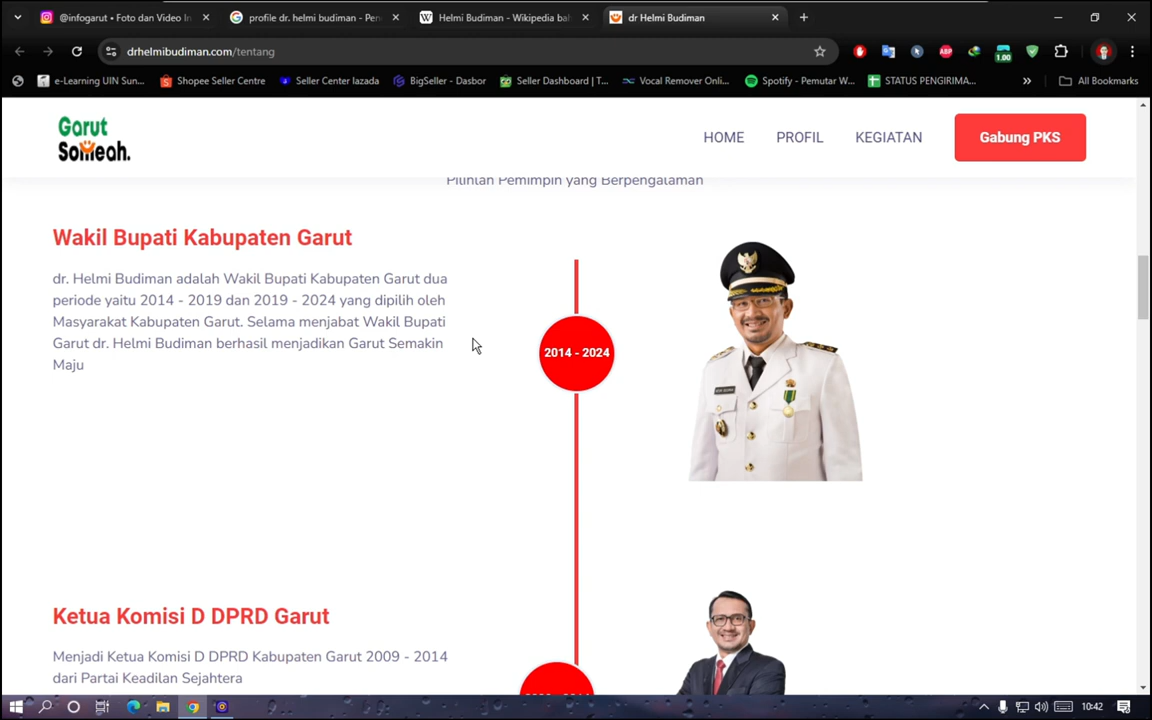 @infogarut • Foto dan Video In
profile dr. helmi budiman - Pen
Helmi Budiman - Wikipedia bah
dr Helmi Budiman
drhelmibudiman.com/tentang
e-Learning UIN Sun...
Shopee Seller Centre
Seller Center lazada
BigSeller - Dasbor
Seller Dashboard | T...
Vocal Remover Onli...
Spotify - Pemutar W...
STATUS PENGIRIMA...
All Bookmarks
ABP
1.00
Garut
Someah.
HOME
PROFIL
KEGIATAN
Gabung PKS
Pilihlah Pemimpin yang Berpengalaman
Wakil Bupati Kabupaten Garut
dr. Helmi Budiman adalah Wakil Bupati Kabupaten Garut dua
periode yaitu 2014 - 2019 dan 2019 - 2024 yang dipilih oleh
Masyarakat Kabupaten Garut. Selama menjabat Wakil Bupati
Garut dr. Helmi Budiman berhasil menjadikan Garut Semakin
Maju
2014 - 2024
Ketua Komisi D DPRD Garut
Menjadi Ketua Komisi D DPRD Kabupaten Garut 2009 - 2014
dari Partai Keadilan Sejahtera
10:42